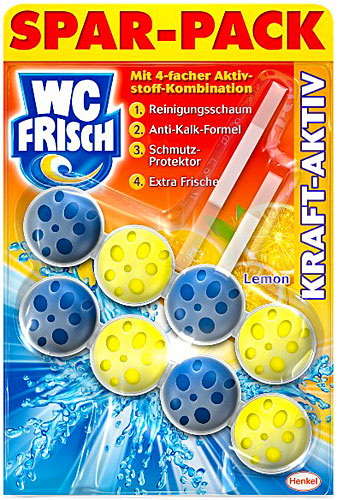 SPAR-PACK
WC
FRISCH
Mit 4-facher Aktiv-
stoff-Kombination
1. Reinigungsschaum
2. Anti-Kalk-Formel
3. Schmutz-
Protektor
4. Extra Frische
KRAFT-AKTIV
Lemon
Henkel